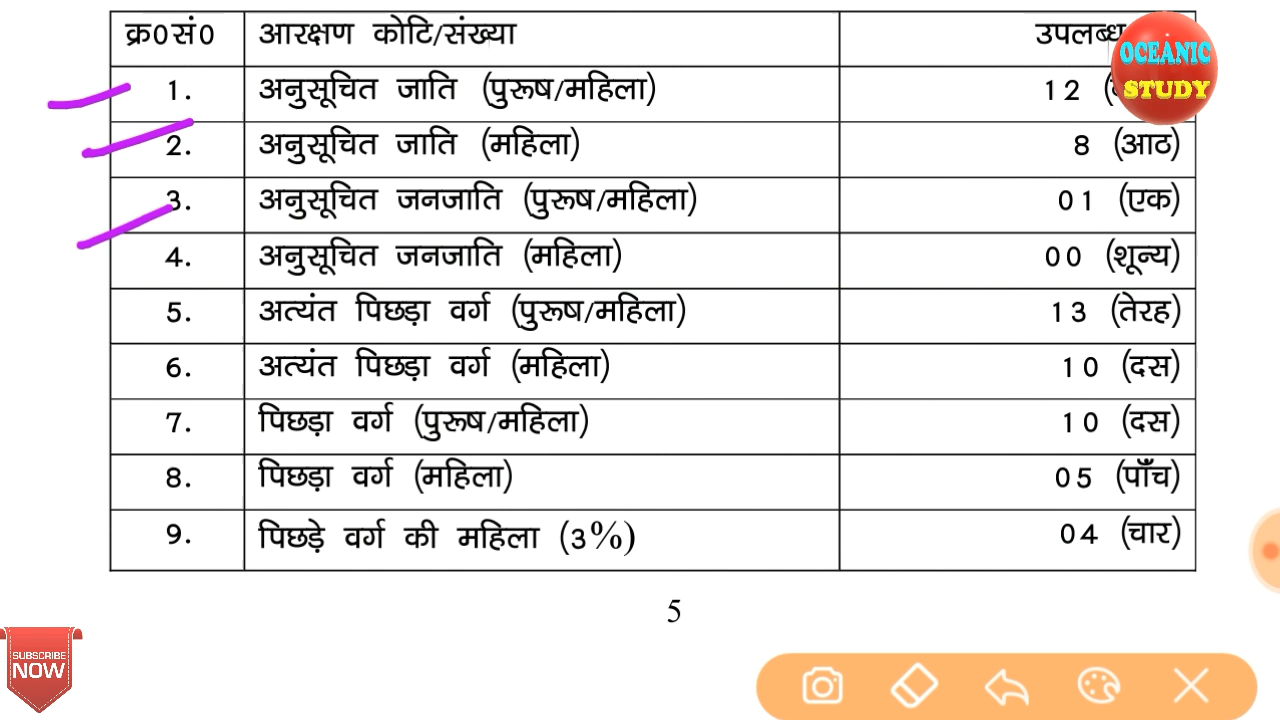 क्र0सं0 आरक्षण कोटि/संख्या उपलब्ध
1. अनुसूचित जाति (पुरूष/महिला) 12
2. अनुसूचित जाति (महिला) 8 (आठ)
3. अनुसूचित जनजाति (पुरूष/महिला) 01 (एक)
4. अनुसूचित जनजाति (महिला) 00 (शून्य)
5. अत्यंत पिछड़ा वर्ग (पुरूष/महिला) 13 (तेरह)
6. अत्यंत पिछड़ा वर्ग (महिला) 10 (दस)
7. पिछड़ा वर्ग (पुरूष/महिला) 10 (दस)
8. पिछड़ा वर्ग (महिला) 05 (पाँच)
9. पिछड़े वर्ग की महिला (3%) 04 (चार)
5
OCEANIC
STUDY
SUBSCRIBE
NOW